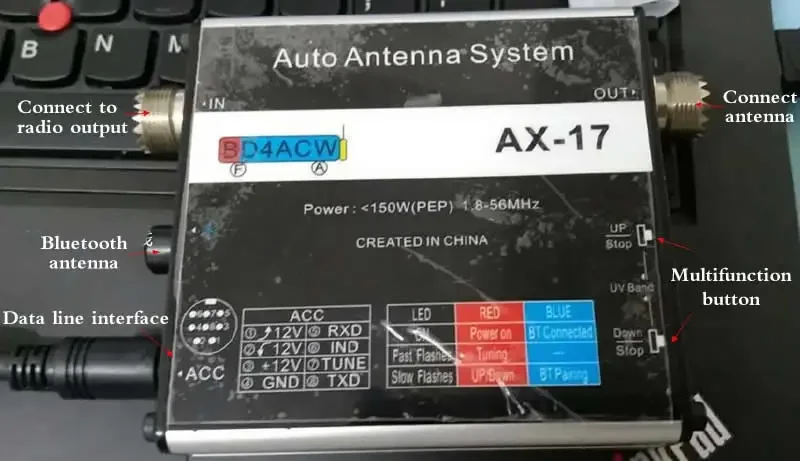 B
N
M
Auto Antenna System
IN
OUT
Connect to
radio output
Connect
antenna
BD4ACW
F A
AX-17
Power: <150W(PEP) 1.8-56MHz
CREATED IN CHINA
UP
Stop
Bluetooth
antenna
&
UV Band
Multifunction
button
Data line interface
Down
Stop
ACC
① 12V ⑤ RXD
② 12V ⑥ IND
③ +12V ⑦ TUNE
④ GND ⑧ TXD
LED RED BLUE
ON Power on BT Connected
Fast Flashes Tuning ---
Slow Flashes UP/Down BT Pairing
ACC